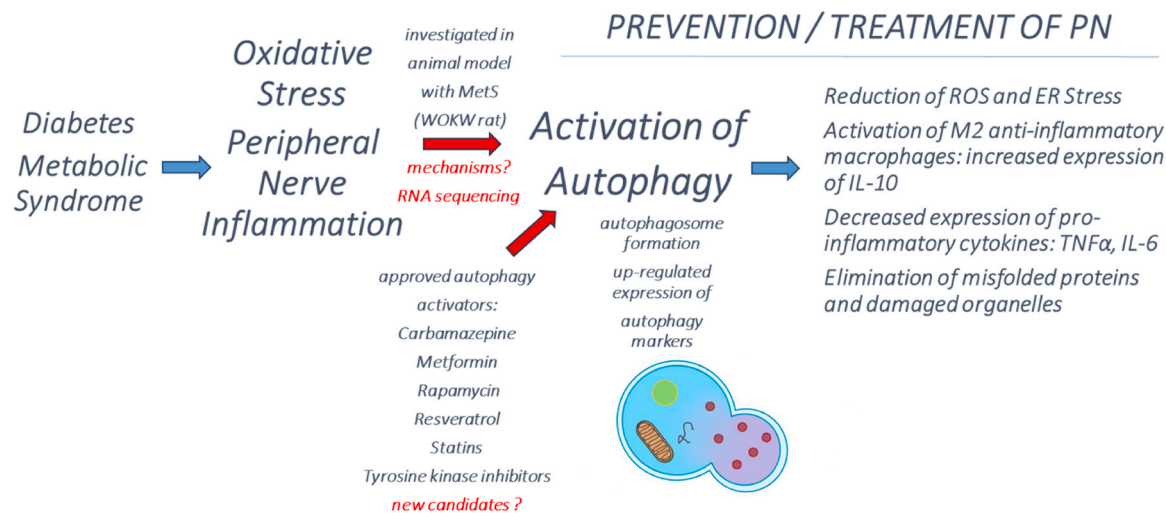 PREVENTION / TREATMENT OF PN
Diabetes
Metabolic
Syndrome
Oxidative
Stress
Peripheral
Nerve
Inflammation
investigated in
animal model
with MetS
(WOKW rat)
mechanisms?
RNA sequencing
approved autophagy
activators:
Carbamazepine
Metformin
Rapamycin
Resveratrol
Statins
Tyrosine kinase inhibitors
new candidates ?
Activation of
Autophagy
autophagosome
formation
up-regulated
expression of
autophagy
markers
Reduction of ROS and ER Stress
Activation of M2 anti-inflammatory
macrophages: increased expression
of IL-10
Decreased expression of pro-
inflammatory cytokines: TNFα, IL-6
Elimination of misfolded proteins
and damaged organelles